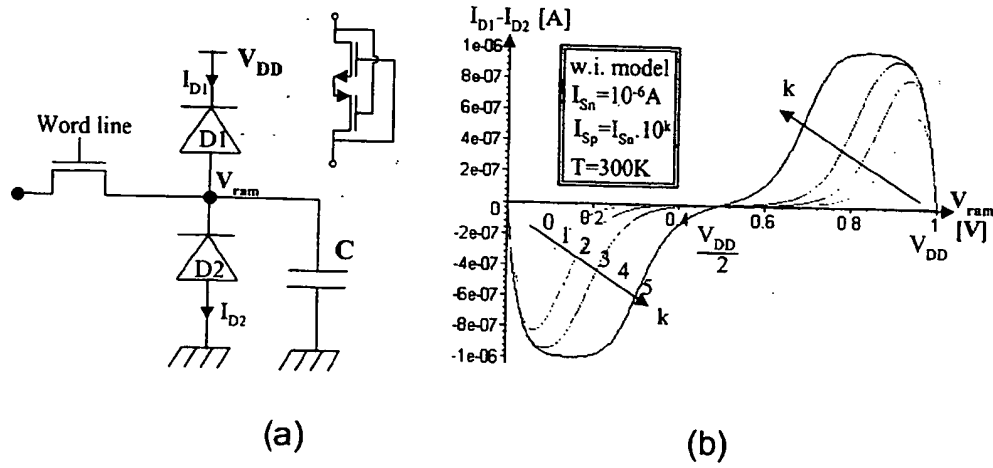 V_DD
I_D1
Word line
D1
V_ram
C
D2
I_D2
(a)
I_D1-I_D2 [A]
w.i. model
I_Sn=10^-6A
I_Sp=I_Sn.10^k
T=300K
1e-06
8e-07
6e-07
4e-07
2e-07
0
-2e-07
-4e-07
-6e-07
-8e-07
-1e-06
k
0 1 2 3 4 5
k
0.2
0.4
V_DD
2
0.6
0.8
1
V_ram
[V]
V_DD
(b)